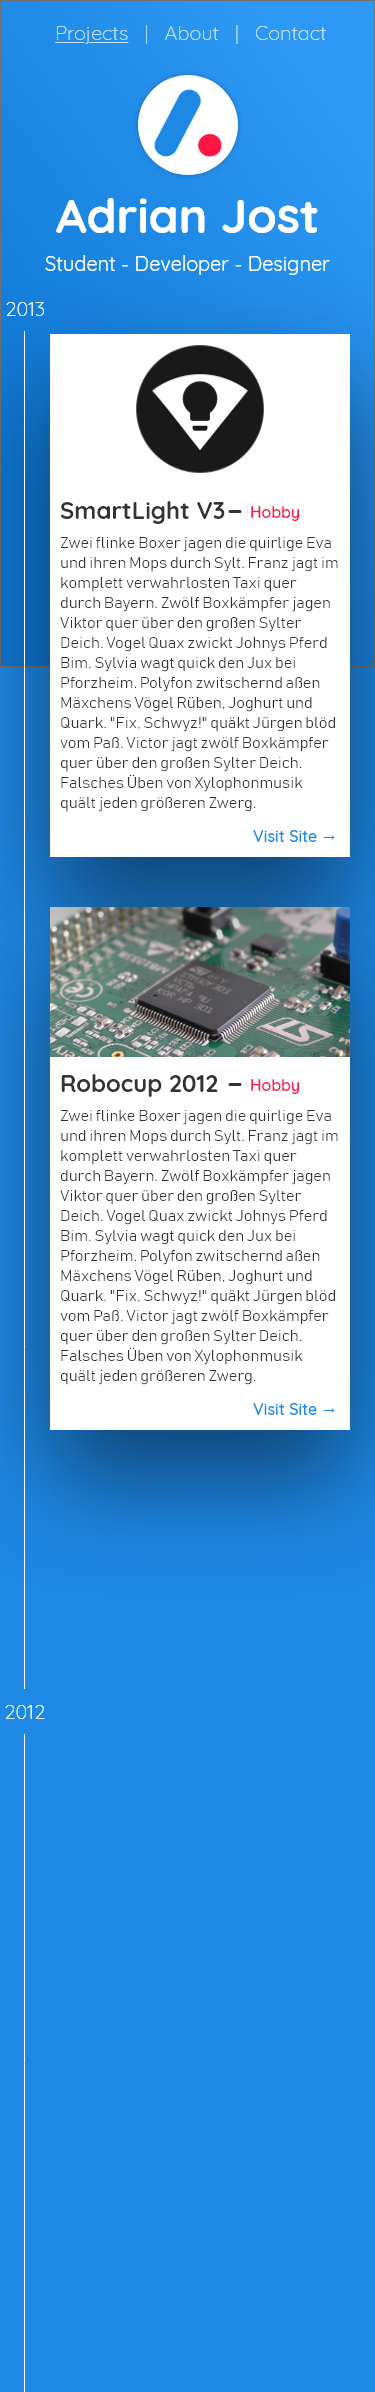 Projects | About | Contact
Adrian Jost
Student - Developer - Designer
2013
SmartLight V3 – Hobby
Zwei flinke Boxer jagen die quirlige Eva
und ihren Mops durch Sylt. Franz jagt im
komplett verwahrlosten Taxi quer
durch Bayern. Zwölf Boxkämpfer jagen
Viktor quer über den großen Sylter
Deich. Vogel Quax zwickt Johnys Pferd
Bim. Sylvia wagt quick den Jux bei
Pforzheim. Polyfon zwitschernd aßen
Mäxchens Vögel Rüben, Joghurt und
Quark. "Fix, Schwyz!" quäkt Jürgen blöd
vom Paß. Victor jagt zwölf Boxkämpfer
quer über den großen Sylter Deich.
Falsches Üben von Xylophonmusik
quält jeden größeren Zwerg.
Visit Site →
ST
Robocup 2012 – Hobby
Zwei flinke Boxer jagen die quirlige Eva
und ihren Mops durch Sylt. Franz jagt im
komplett verwahrlosten Taxi quer
durch Bayern. Zwölf Boxkämpfer jagen
Viktor quer über den großen Sylter
Deich. Vogel Quax zwickt Johnys Pferd
Bim. Sylvia wagt quick den Jux bei
Pforzheim. Polyfon zwitschernd aßen
Mäxchens Vögel Rüben, Joghurt und
Quark. "Fix, Schwyz!" quäkt Jürgen blöd
vom Paß. Victor jagt zwölf Boxkämpfer
quer über den großen Sylter Deich.
Falsches Üben von Xylophonmusik
quält jeden größeren Zwerg.
Visit Site →
2012